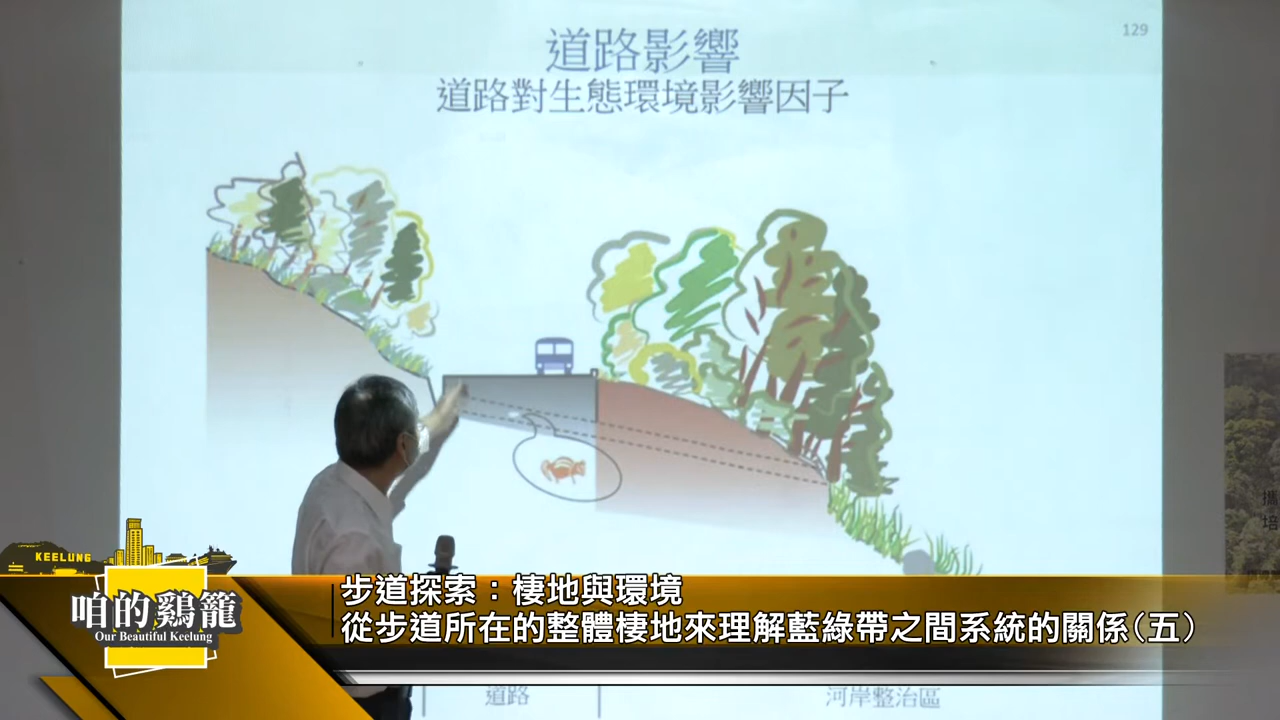 129
道路影響
道路對生態環境影響因子
攜
培
KEELUNG
咱的鷄籠
Our Beautiful Keelung
步道探索：棲地與環境
從步道所在的整體棲地來理解藍綠帶之間系統的關係(五)
道路
河岸整治區